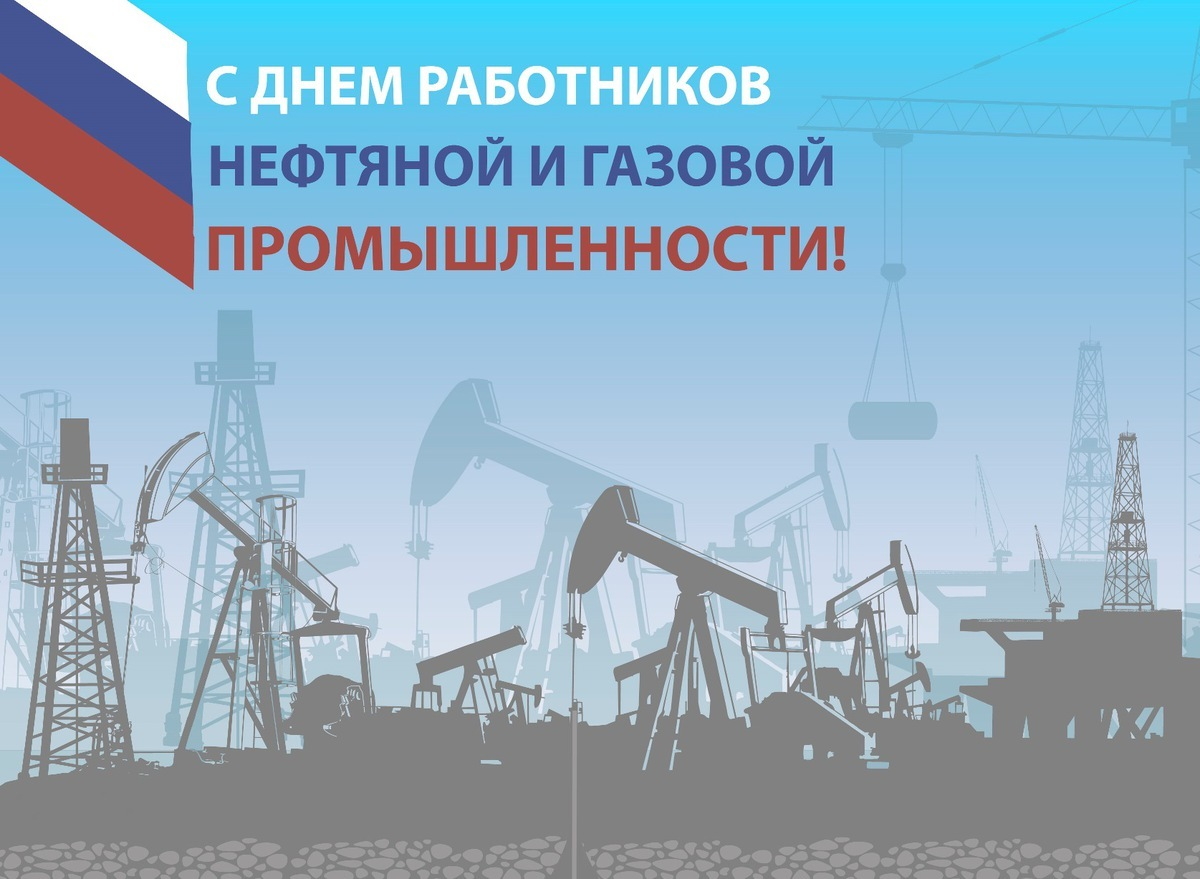 С ДНЕМ РАБОТНИКОВ
НЕФТЯНОЙ И ГАЗОВОЙ
ПРОМЫШЛЕННОСТИ!